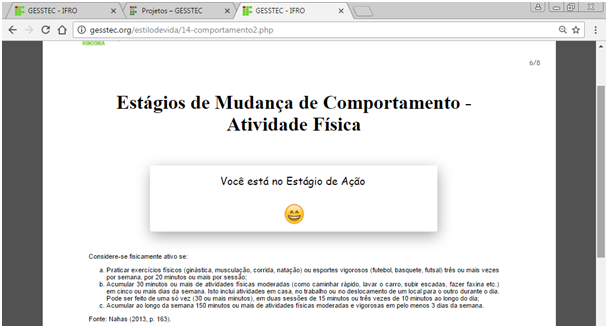 GESSTEC - IFRO
Projetos – GESSTEC
GESSTEC - IFRO
gesstec.org/estilodevida/14-comportamento2.php
RONDÔNIA
6/8
Estágios de Mudança de Comportamento -
Atividade Física
Você está no Estágio de Ação
Considere-se fisicamente ativo se:
a. Praticar exercícios físicos (ginástica, musculação, corrida, natação) ou esportes vigorosos (futebol, basquete, futsal) três ou mais vezes
por semana, por 20 minutos ou mais por sessão;
b. Acumular 30 minutos ou mais de atividades físicas moderadas (como caminhar rápido, lavar o carro, subir escadas, fazer faxina etc.)
em cinco ou mais dias da semana. Isto inclui atividades em casa, no trabalho ou no deslocamento de um local para o outro durante o dia.
Pode ser feito de uma só vez (30 ou mais minutos), em duas sessões de 15 minutos ou três vezes de 10 minutos ao longo do dia;
c. Acumular ao longo da semana 150 minutos ou mais de atividades físicas moderadas e vigorosas em pelo menos 3 dias da semana.
Fonte: Nahas (2013, p. 163).